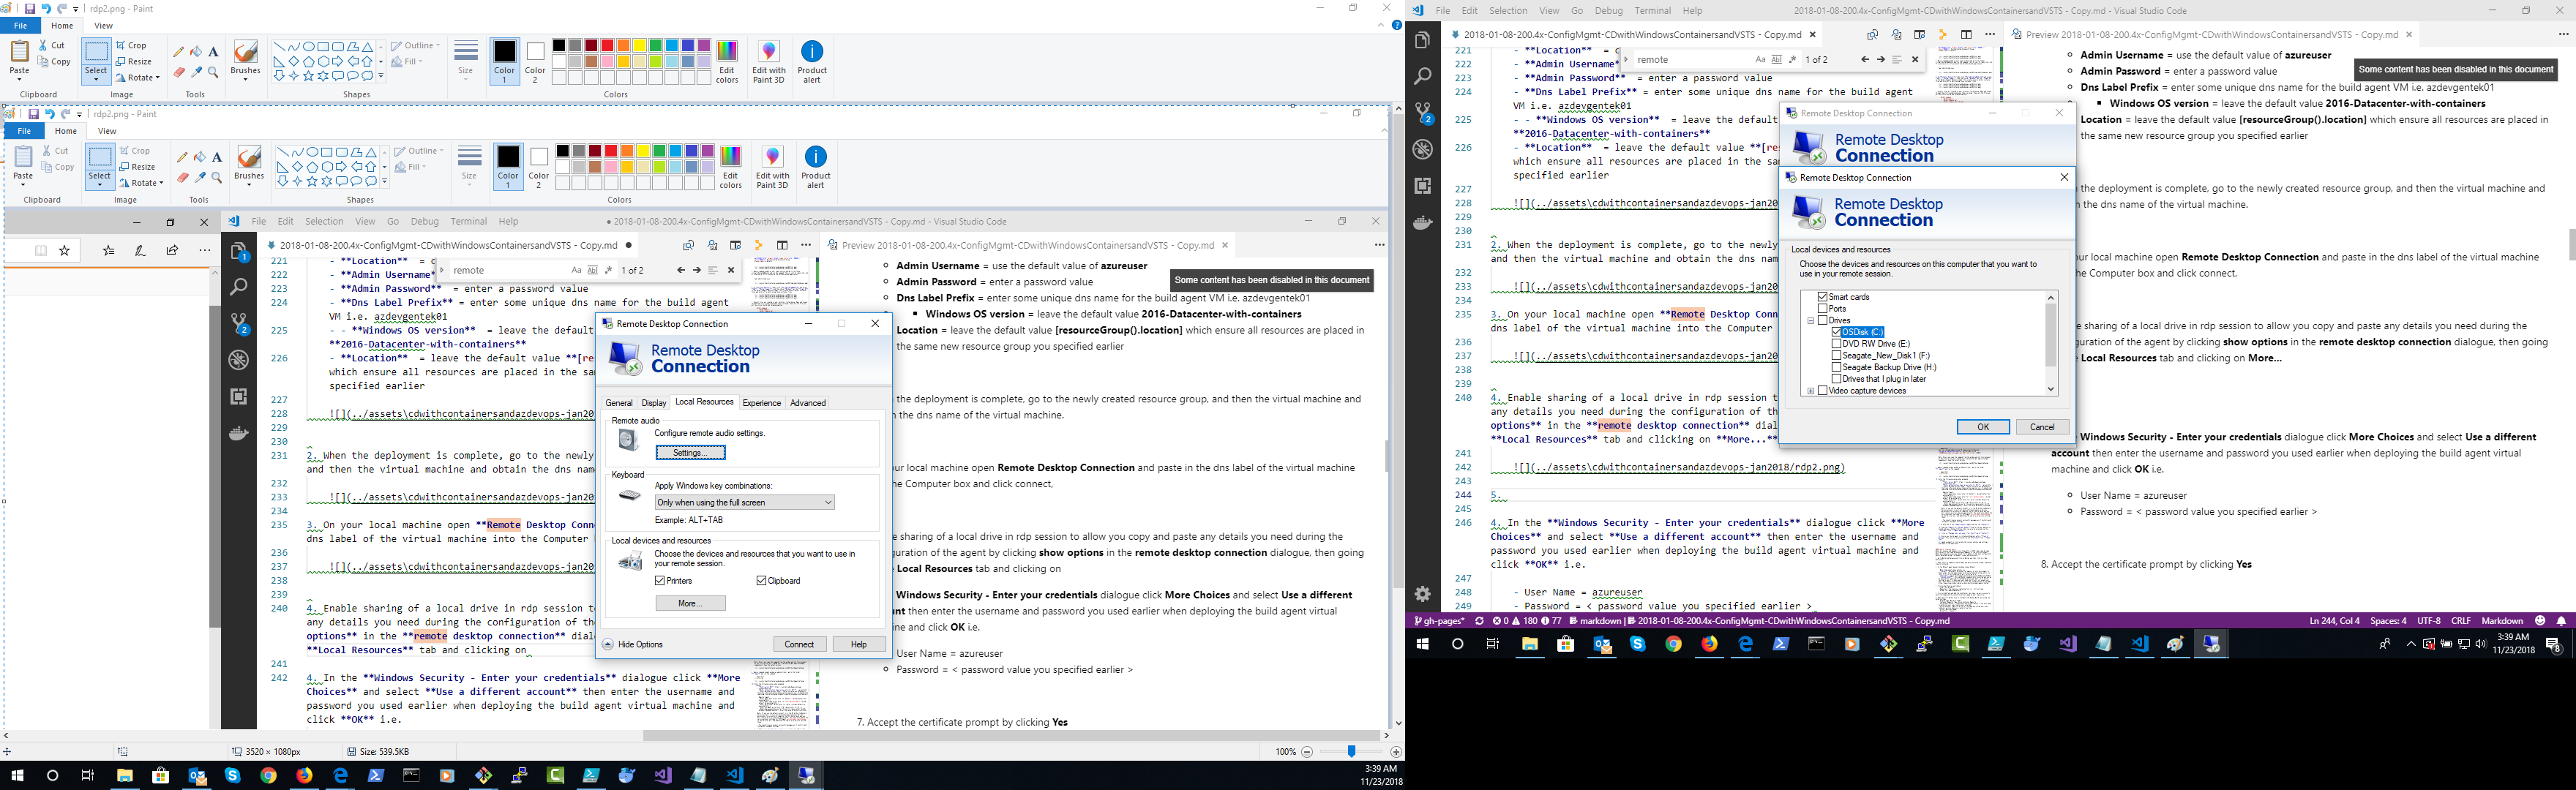 rdp2.png - Paint
File Home View
Paste Cut Copy Clipboard
Select Crop Resize Rotate Image
Tools
Brushes
Shapes Outline Fill
Size
Color 1 Color 2 Colors
Edit colors Edit with Paint 3D Product alert
rdp2.png - Paint
File Home View
Paste Cut Copy Clipboard
Select Crop Resize Rotate Image
Tools
Brushes
Shapes Outline Fill
Size
Color 1 Color 2 Colors
Edit colors Edit with Paint 3D Product alert
File Edit Selection View Go Debug Terminal Help
● 2018-01-08-200.4x-ConfigMgmt-CDwithWindowsContainersandVSTS - Copy.md - Visual Studio Code
2018-01-08-200.4x-ConfigMgmt-CDwithWindowsContainersandVSTS - Copy.md ●
Preview 2018-01-08-200.4x-ConfigMgmt-CDwithWindowsContainersandVSTS - Copy.md
remote Aa Abl .* 1 of 2
221 - **Location** = c
222 - **Admin Username*
223 - **Admin Password** = enter a password value
224 - **Dns Label Prefix** = enter some unique dns name for the build agent
VM i.e. azdevgentek01
225 - - **Windows OS version** = leave the defaul
**2016-Datacenter-with-containers**
226 - **Location** = leave the default value **[res
which ensure all resources are placed in the sa
specified earlier
227
228 ![](../assets\cdwithcontainersandazdevops-jan20
229
230
231 2. When the deployment is complete, go to the newly
and then the virtual machine and obtain the dns nam
232
233 ![](../assets\cdwithcontainersandazdevops-jan20
234
235 3. On your local machine open **Remote Desktop Conn
dns label of the virtual machine into the Computer
236
237 ![](../assets\cdwithcontainersandazdevops-jan20
238
239
240 4. Enable sharing of a local drive in rdp session t
any details you need during the configuration of th
options** in the **remote desktop connection** dial
**Local Resources** tab and clicking on
241
242 4. In the **Windows Security - Enter your credentials** dialogue click **More
Choices** and select **Use a different account** then enter the username and
password you used earlier when deploying the build agent virtual machine and
click **OK** i.e.
Some content has been disabled in this document
Admin Username = use the default value of azureuser
Admin Password = enter a password value
Dns Label Prefix = enter some unique dns name for the build agent VM i.e. azdevgentek01
Windows OS version = leave the default value 2016-Datacenter-with-containers
Location = leave the default value [resourceGroup().location] which ensure all resources are placed in
the same new resource group you specified earlier
the deployment is complete, go to the newly created resource group, and then the virtual machine and
the dns name of the virtual machine.
ur local machine open Remote Desktop Connection and paste in the dns label of the virtual machine
he Computer box and click connect,
e sharing of a local drive in rdp session to allow you copy and paste any details you need during the
guration of the agent by clicking show options in the remote desktop connection dialogue, then going
Local Resources tab and clicking on
Windows Security - Enter your credentials dialogue click More Choices and select Use a different
unt then enter the username and password you used earlier when deploying the build agent virtual
ine and click OK i.e.
User Name = azureuser
Password = < password value you specified earlier >
7. Accept the certificate prompt by clicking Yes
Remote Desktop Connection
Remote Desktop
Connection
General Display Local Resources Experience Advanced
Remote audio
Configure remote audio settings.
Settings...
Keyboard
Apply Windows key combinations:
Only when using the full screen
Example: ALT+TAB
Local devices and resources
Choose the devices and resources that you want to use in
your remote session.
Printers Clipboard
More...
Hide Options Connect Help
3520 × 1080px Size: 539.5KB 100%
3:39 AM
11/23/2018
File Edit Selection View Go Debug Terminal Help
2018-01-08-200.4x-ConfigMgmt-CDwithWindowsContainersandVSTS - Copy.md - Visual Studio Code
2018-01-08-200.4x-ConfigMgmt-CDwithWindowsContainersandVSTS - Copy.md
Preview 2018-01-08-200.4x-ConfigMgmt-CDwithWindowsContainersandVSTS - Copy.md
remote Aa Abl .* 1 of 2
221 - **Location** = c
222 - **Admin Username*
223 - **Admin Password** = enter a password value
224 - **Dns Label Prefix** = enter some unique dns name for the build agent
VM i.e. azdevgentek01
225 - - **Windows OS version** = leave the defaul
**2016-Datacenter-with-containers**
226 - **Location** = leave the default value **[res
which ensure all resources are placed in the sa
specified earlier
227
228 ![](../assets\cdwithcontainersandazdevops-jan20
229
230
231 2. When the deployment is complete, go to the newly
and then the virtual machine and obtain the dns nam
232
233 ![](../assets\cdwithcontainersandazdevops-jan20
234
235 3. On your local machine open **Remote Desktop Conn
dns label of the virtual machine into the Computer
236
237 ![](../assets\cdwithcontainersandazdevops-jan20
238
239
240 4. Enable sharing of a local drive in rdp session t
any details you need during the configuration of th
options** in the **remote desktop connection** dial
**Local Resources** tab and clicking on **More...**
241
242 ![](../assets\cdwithcontainersandazdevops-jan2018/rdp2.png)
243
244 5.
245
246 4. In the **Windows Security - Enter your credentials** dialogue click **More
Choices** and select **Use a different account** then enter the username and
password you used earlier when deploying the build agent virtual machine and
click **OK** i.e.
247
248 - User Name = azureuser
249 - Password = < password value you specified earlier >
Some content has been disabled in this document
Admin Username = use the default value of azureuser
Admin Password = enter a password value
Dns Label Prefix = enter some unique dns name for the build agent VM i.e. azdevgentek01
Windows OS version = leave the default value 2016-Datacenter-with-containers
Location = leave the default value [resourceGroup().location] which ensure all resources are placed in
the same new resource group you specified earlier
the deployment is complete, go to the newly created resource group, and then the virtual machine and
the dns name of the virtual machine.
ur local machine open Remote Desktop Connection and paste in the dns label of the virtual machine
the Computer box and click connect.
e sharing of a local drive in rdp session to allow you copy and paste any details you need during the
uration of the agent by clicking show options in the remote desktop connection dialogue, then going
Local Resources tab and clicking on More...
Windows Security - Enter your credentials dialogue click More Choices and select Use a different
account then enter the username and password you used earlier when deploying the build agent virtual
machine and click OK i.e.
User Name = azureuser
Password = < password value you specified earlier >
8. Accept the certificate prompt by clicking Yes
Remote Desktop Connection
Remote Desktop
Connection
Remote Desktop Connection
Remote Desktop
Connection
Local devices and resources
Choose the devices and resources on this computer that you want to
use in your remote session.
Smart cards
Ports
Drives
OSDisk (C:)
DVD RW Drive (E:)
Seagate_New_Disk1 (F:)
Seagate Backup Drive (H:)
Drives that I plug in later
Video capture devices
OK Cancel
gh-pages* 0 180 77 markdown | 2018-01-08-200.4x-ConfigMgmt-CDwithWindowsContainersandVSTS - Copy.md
Ln 244, Col 4 Spaces: 4 UTF-8 CRLF Markdown
3:39 AM
11/23/2018